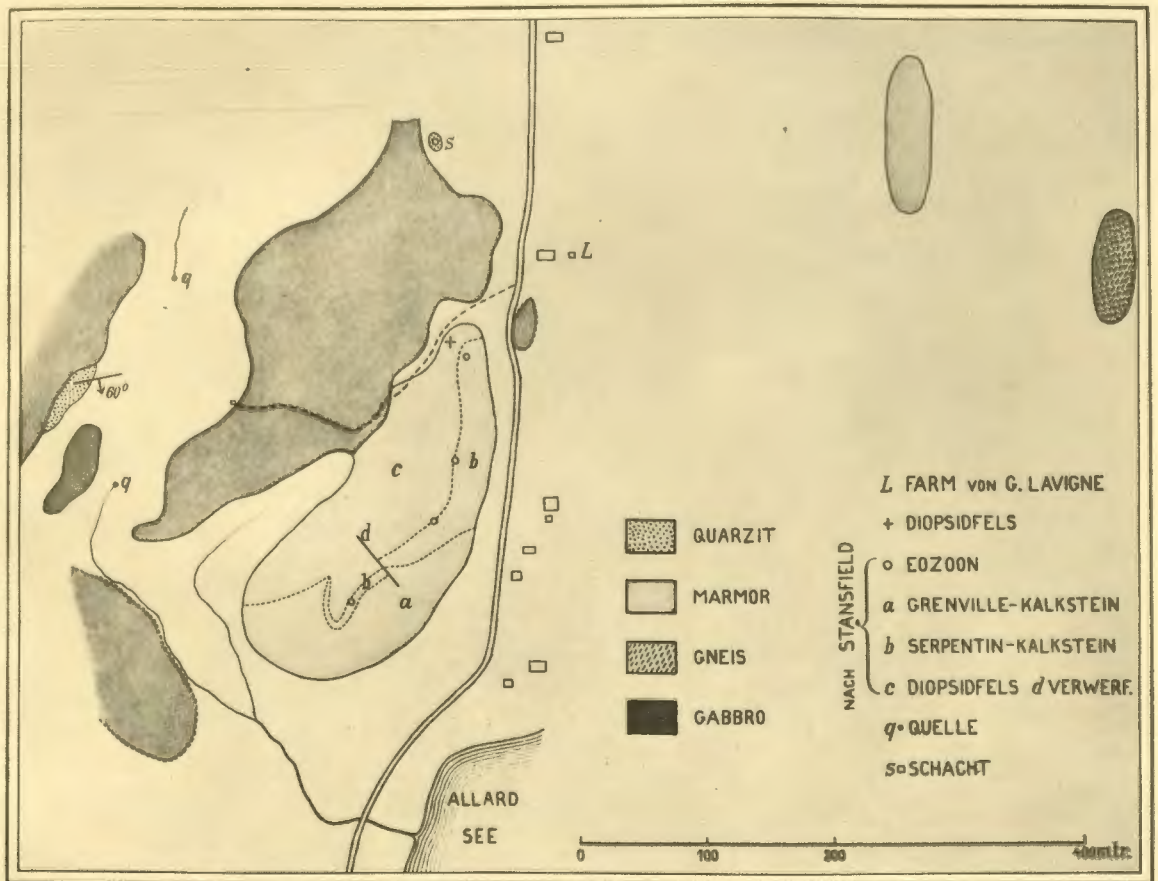 s
L
q
+
60°
c
b
q
d
b
a
L FARM VON G. LAVIGNE
+ DIOPSIDFELS
NACH STANSFIELD
EOZOON
a GRENVILLE-KALKSTEIN
b SERPENTIN-KALKSTEIN
c DIOPSIDFELS d VERWERF.
q QUELLE
s SCHACHT
QUARZIT
MARMOR
GNEIS
GABBRO
ALLARD
SEE
0 100 200 400mtr.